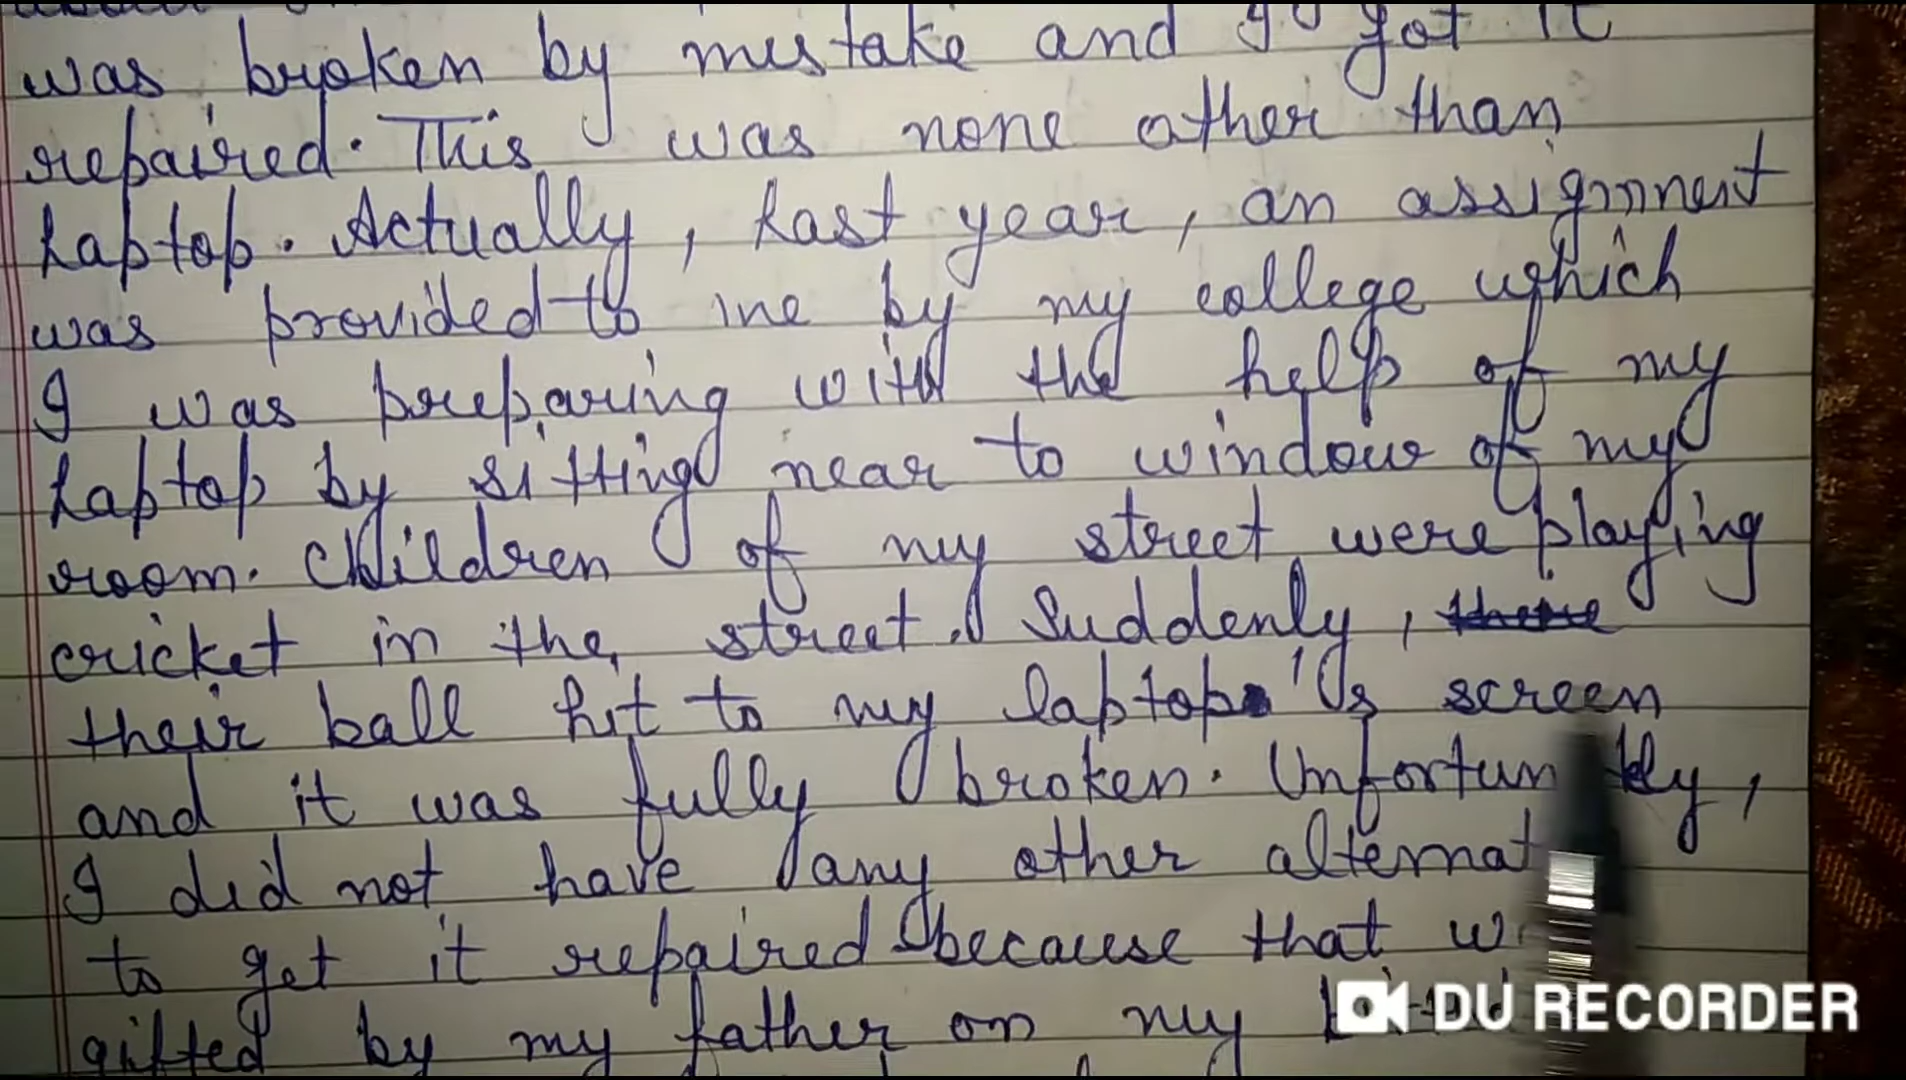 was broken by mistake and got it
repaired. This was none other than
Laptop. Actually, Last year, an assignment
was provided to me by my college which
I was preparing with the help of my
Laptop by sitting near to window of my
room. Children of my street were playing
cricket in the street. Suddenly,
their ball hit to my laptop's screen
and it was fully broken. Unfortun tly,
I did not have any other alternat
to get it repaired because that w
gifted by my father on my
DU RECORDER